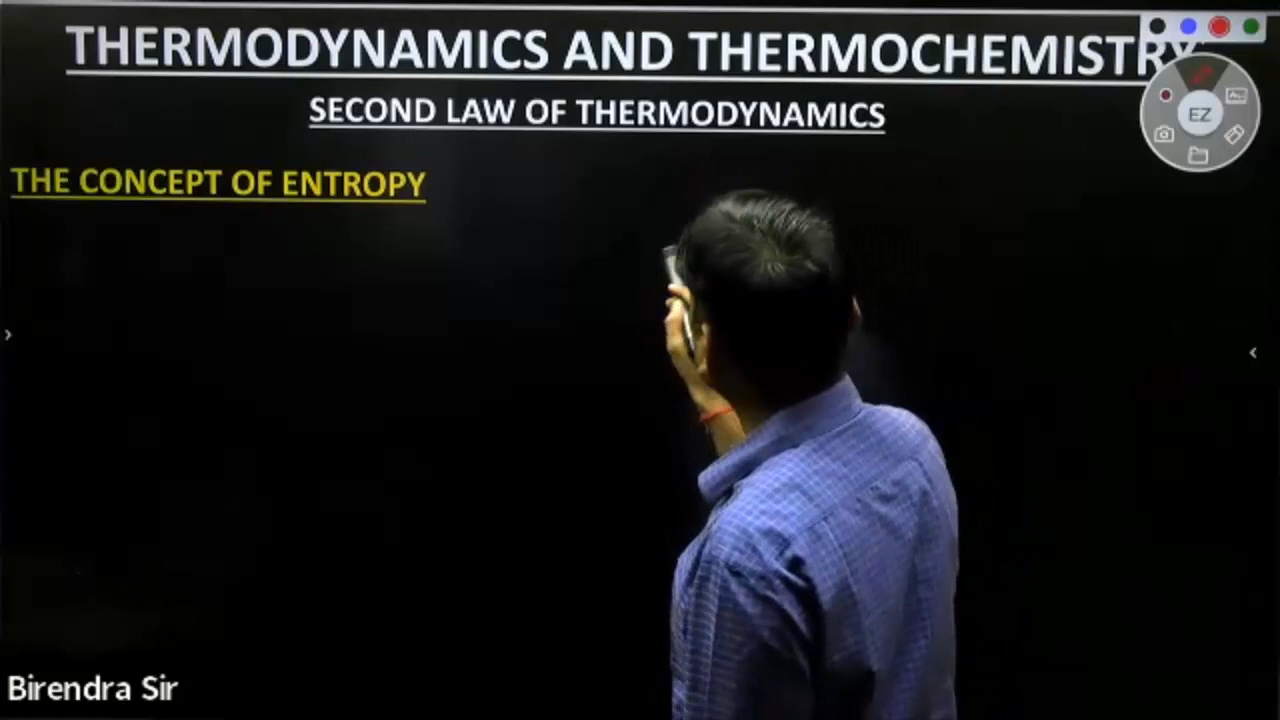 THERMODYNAMICS AND THERMOCHEMISTRY
SECOND LAW OF THERMODYNAMICS
EZ
THE CONCEPT OF ENTROPY
Birendra Sir